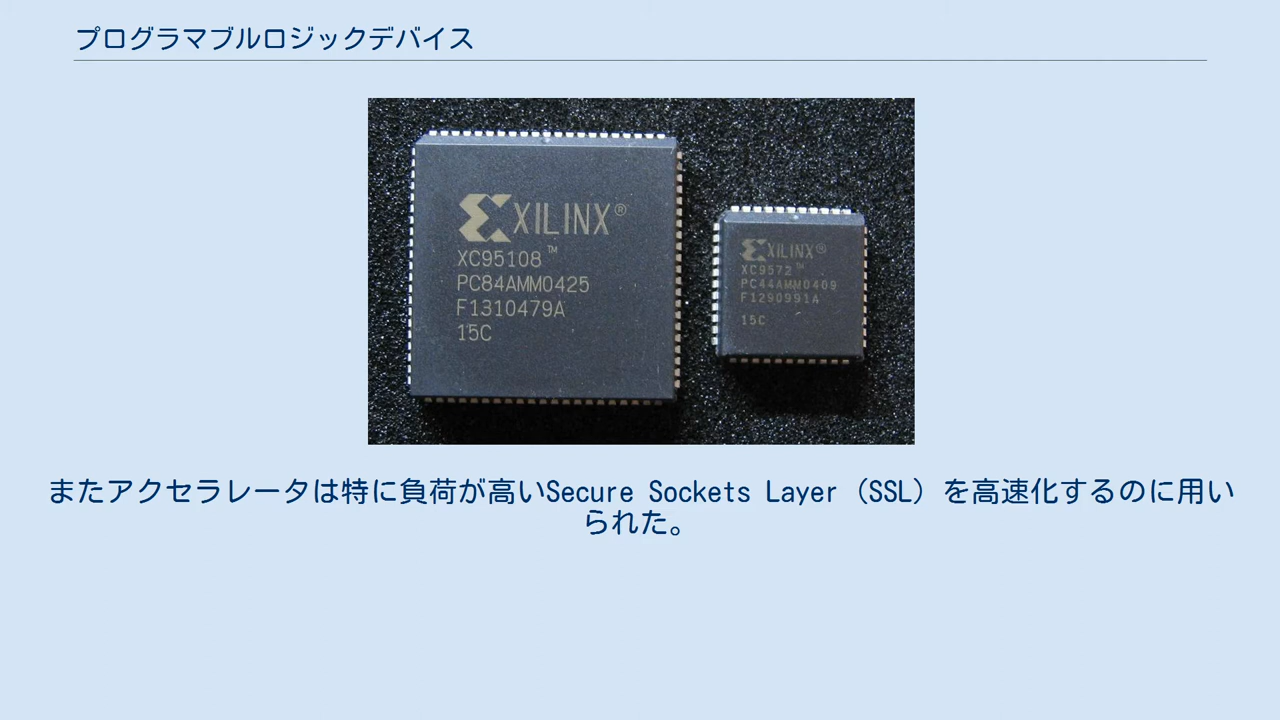 プログラマブルロジックデバイス
XILINX®
XC95108™
PC84AMM0425
F1310479A
15C
XILINX®
XC9572™
PC44AMM0409
F1290991A
15C
またアクセラレータは特に負荷が高いSecure Sockets Layer（SSL）を高速化するのに用い
られた。